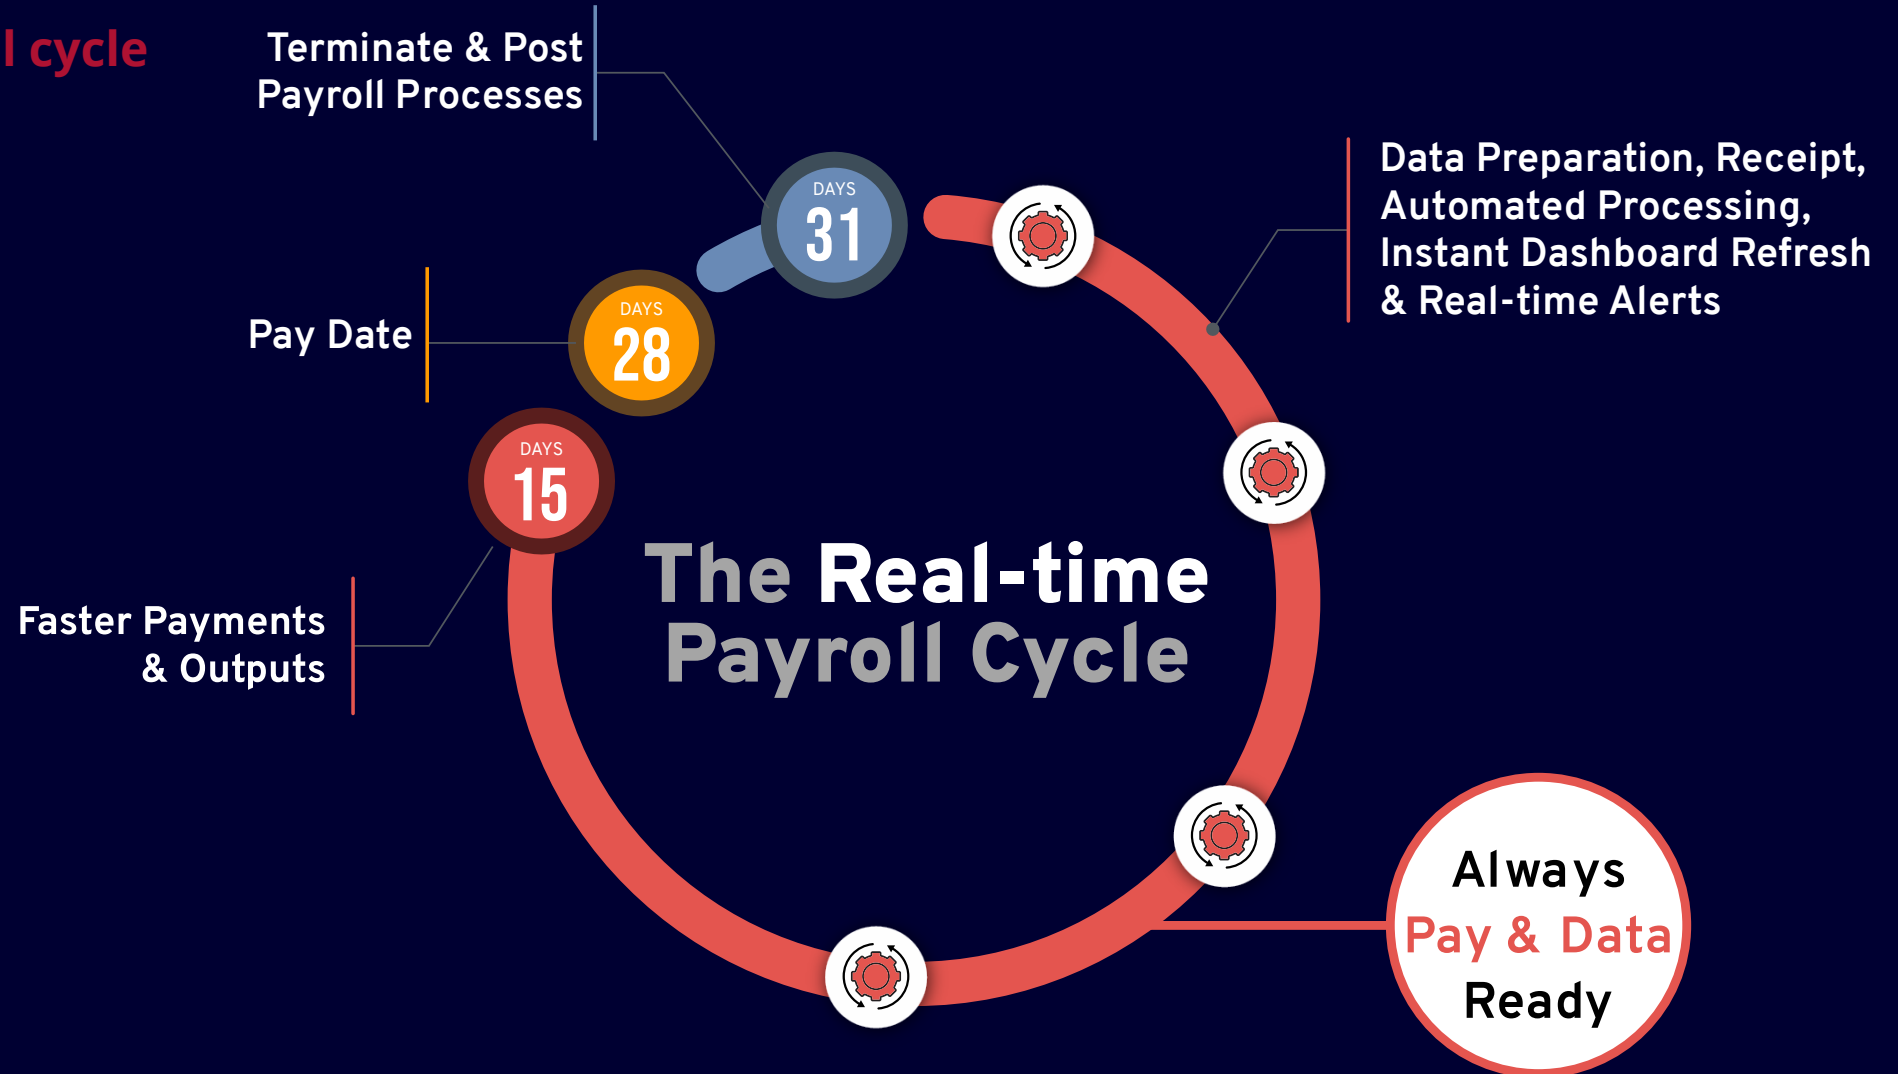 l cycle
Terminate & Post
Payroll Processes
DAYS
31
Data Preparation, Receipt,
Automated Processing,
Instant Dashboard Refresh
& Real-time Alerts
Pay Date
DAYS
28
DAYS
15
Faster Payments
& Outputs
The Real-time
Payroll Cycle
Always
Pay & Data
Ready